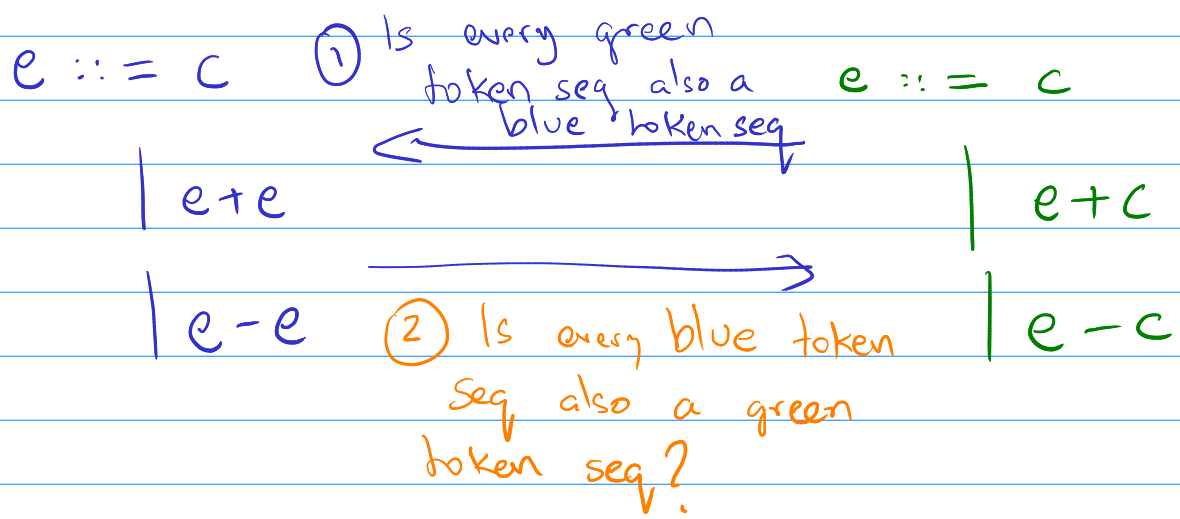 e ::= c
| e+e
| e-e
① Is every green
token seq also a
blue token seq
② Is every blue token
seq also a green
token seq?
e ::= c
| e+c
| e-c